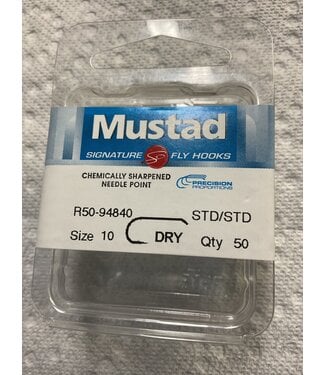 Mustad
SIGNATURE SP FLY HOOKS
CHEMICALLY SHARPENED
NEEDLE POINT
PRECISION
PROPORTIONS
R50-94840 STD/STD
Size 10 DRY Qty 50